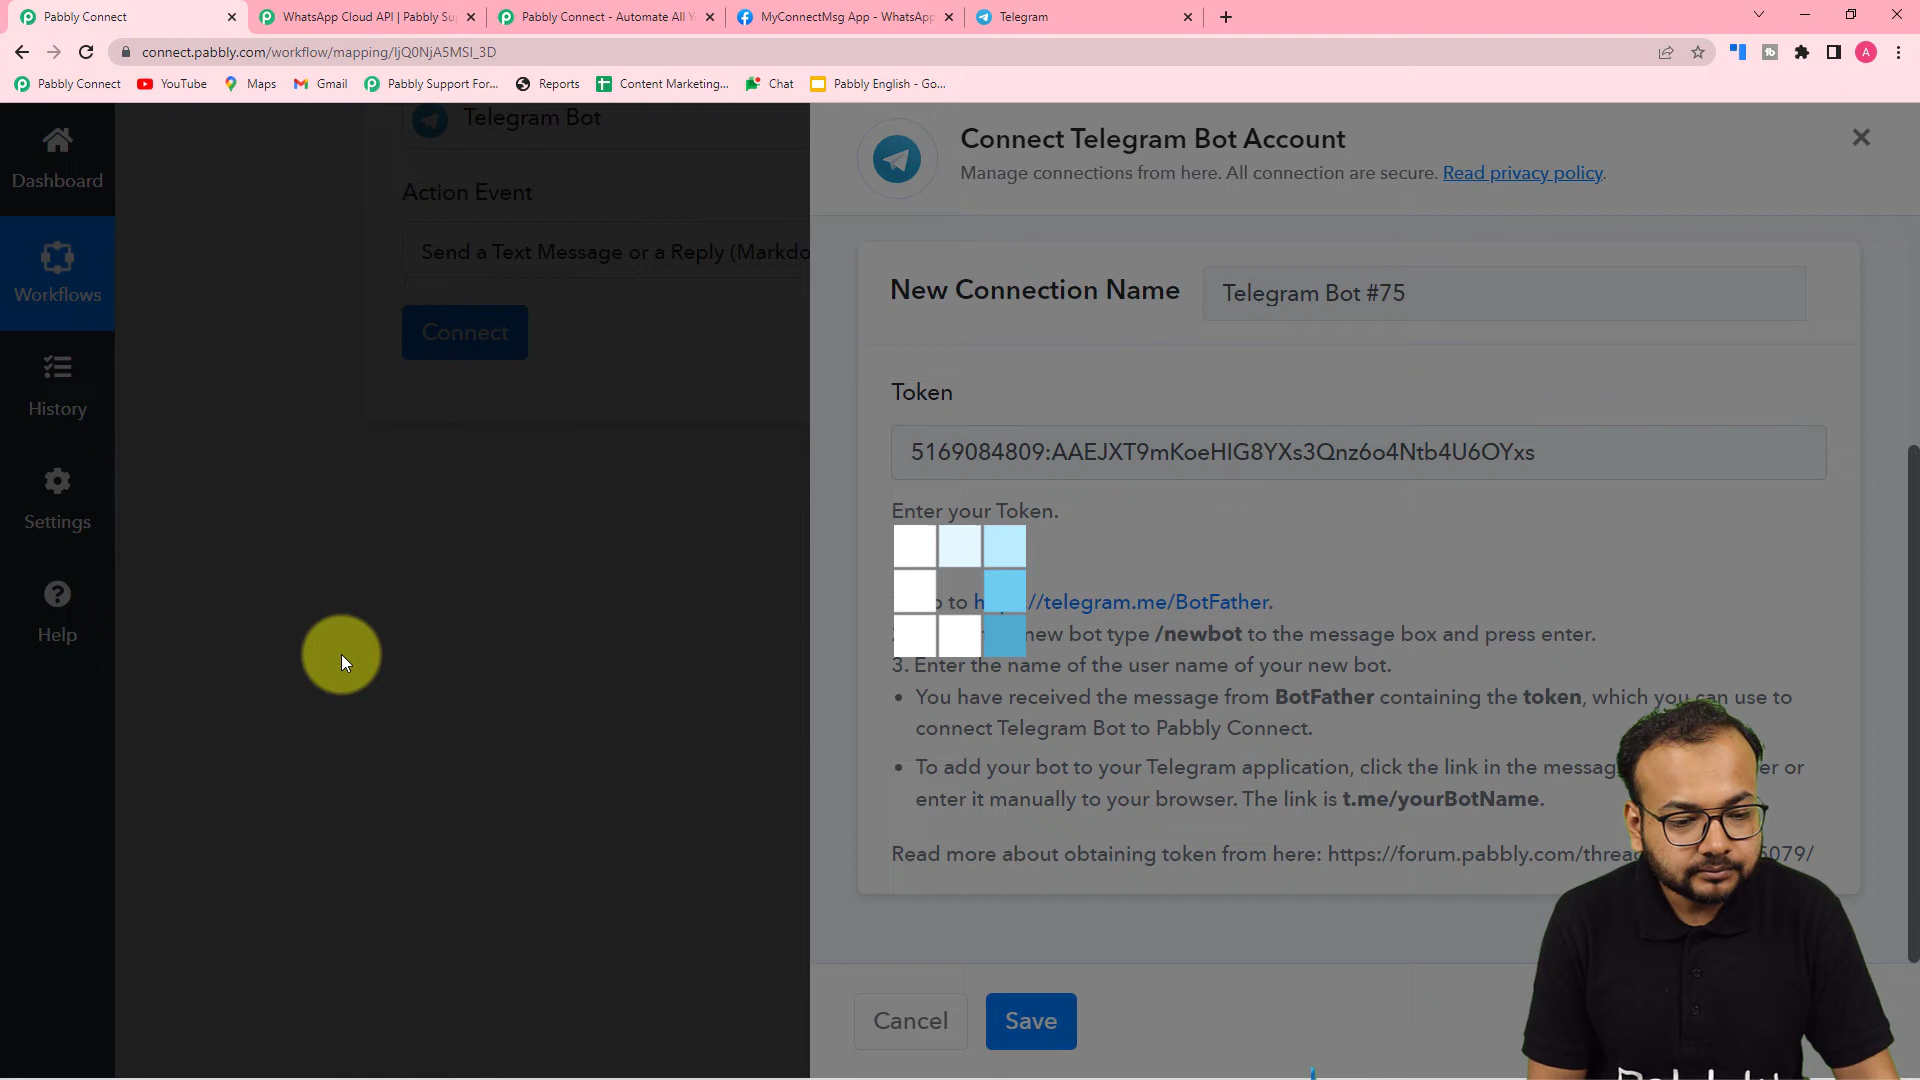 Pabbly Connect
WhatsApp Cloud API | Pabbly Su
Pabbly Connect - Automate All Y
MyConnectMsg App - WhatsApp
Telegram
connect.pabbly.com/workflow/mapping/IjQ0NjA5MSI_3D
A
Pabbly Connect
YouTube
Maps
Gmail
Pabbly Support For...
Reports
Content Marketing...
Chat
Pabbly English - Go...
Dashboard
Workflows
History
Settings
Help
Telegram Bot
Action Event
Send a Text Message or a Reply (Markdo
Connect
Connect Telegram Bot Account
Manage connections from here. All connection are secure. Read privacy policy.
New Connection Name
Telegram Bot #75
Token
5169084809:AAEJXT9mKoeHIG8YXs3Qnz6o4Ntb4U6OYxs
Enter your Token.
to h //telegram.me/BotFather.
new bot type /newbot to the message box and press enter.
3. Enter the name of the user name of your new bot.
• You have received the message from BotFather containing the token, which you can use to
connect Telegram Bot to Pabbly Connect.
• To add your bot to your Telegram application, click the link in the messag er or
enter it manually to your browser. The link is t.me/yourBotName.
Read more about obtaining token from here: https://forum.pabbly.com/threa 5079/
Cancel
Save